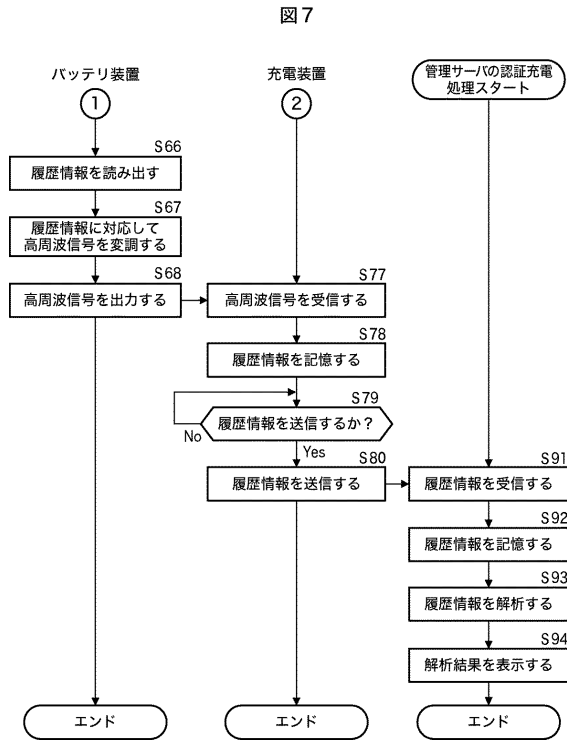 図7
バッテリ装置
1
S66
履歴情報を読み出す
S67
履歴情報に対応して
高周波信号を変調する
S68
高周波信号を出力する
エンド
充電装置
2
S77
高周波信号を受信する
S78
履歴情報を記憶する
S79
履歴情報を送信するか？
No
Yes
S80
履歴情報を送信する
エンド
管理サーバの認証充電
処理スタート
S91
履歴情報を受信する
S92
履歴情報を記憶する
S93
履歴情報を解析する
S94
解析結果を表示する
エンド